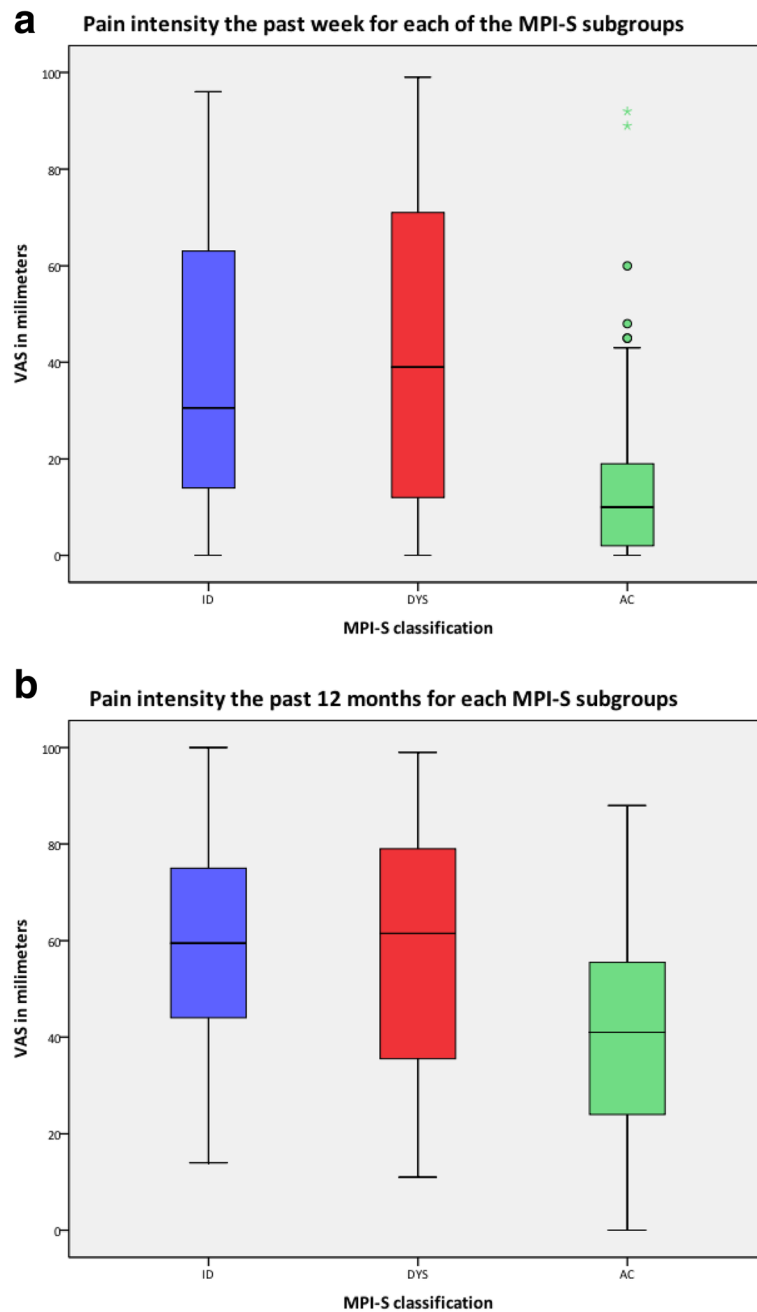 a
Pain intensity the past week for each of the MPI-S subgroups
100
80
60
40
20
0
VAS in milimeters
ID DYS AC
MPI-S classification
b
Pain intensity the past 12 months for each MPI-S subgroups
100
80
60
40
20
0
VAS in milimeters
ID DYS AC
MPI-S classification